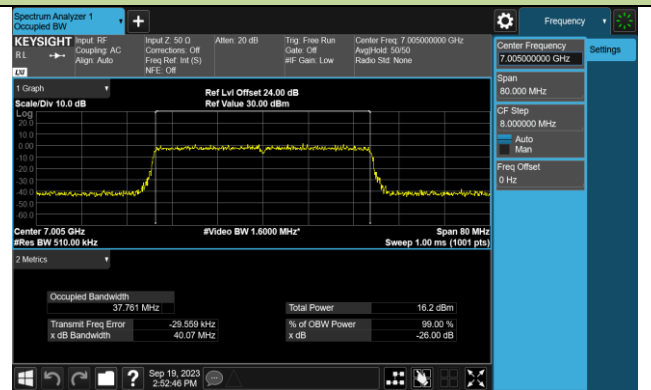 Spectrum Analyzer 1
Occupied BW
Frequency
KEYSIGHT
RL
LXI
Input: RF
Coupling: AC
Align: Auto
Input Z: 50 Ω
Corrections: Off
Freq Ref: Int (S)
NFE: Off
Atten: 20 dB
Trig: Free Run
Gate: Off
#IF Gain: Low
Center Freq: 7.005000000 GHz
Avg|Hold: 50/50
Radio Std: None
Center Frequency
7.005000000 GHz
Settings
Span
80.000 MHz
CF Step
8.000000 MHz
Auto
Man
Freq Offset
0 Hz
1 Graph
Scale/Div 10.0 dB
Ref Lvl Offset 24.00 dB
Ref Value 30.00 dBm
Log
20.0
10.0
0.00
-10.0
-20.0
-30.0
-40.0
-50.0
-60.0
Center 7.005 GHz
#Res BW 510.00 kHz
#Video BW 1.6000 MHz*
Span 80 MHz
Sweep 1.00 ms (1001 pts)
2 Metrics
Occupied Bandwidth
37.761 MHz
Total Power 16.2 dBm
Transmit Freq Error -29.559 kHz
% of OBW Power 99.00 %
x dB Bandwidth 40.07 MHz
x dB -26.00 dB
?
Sep 19, 2023
2:52:46 PM